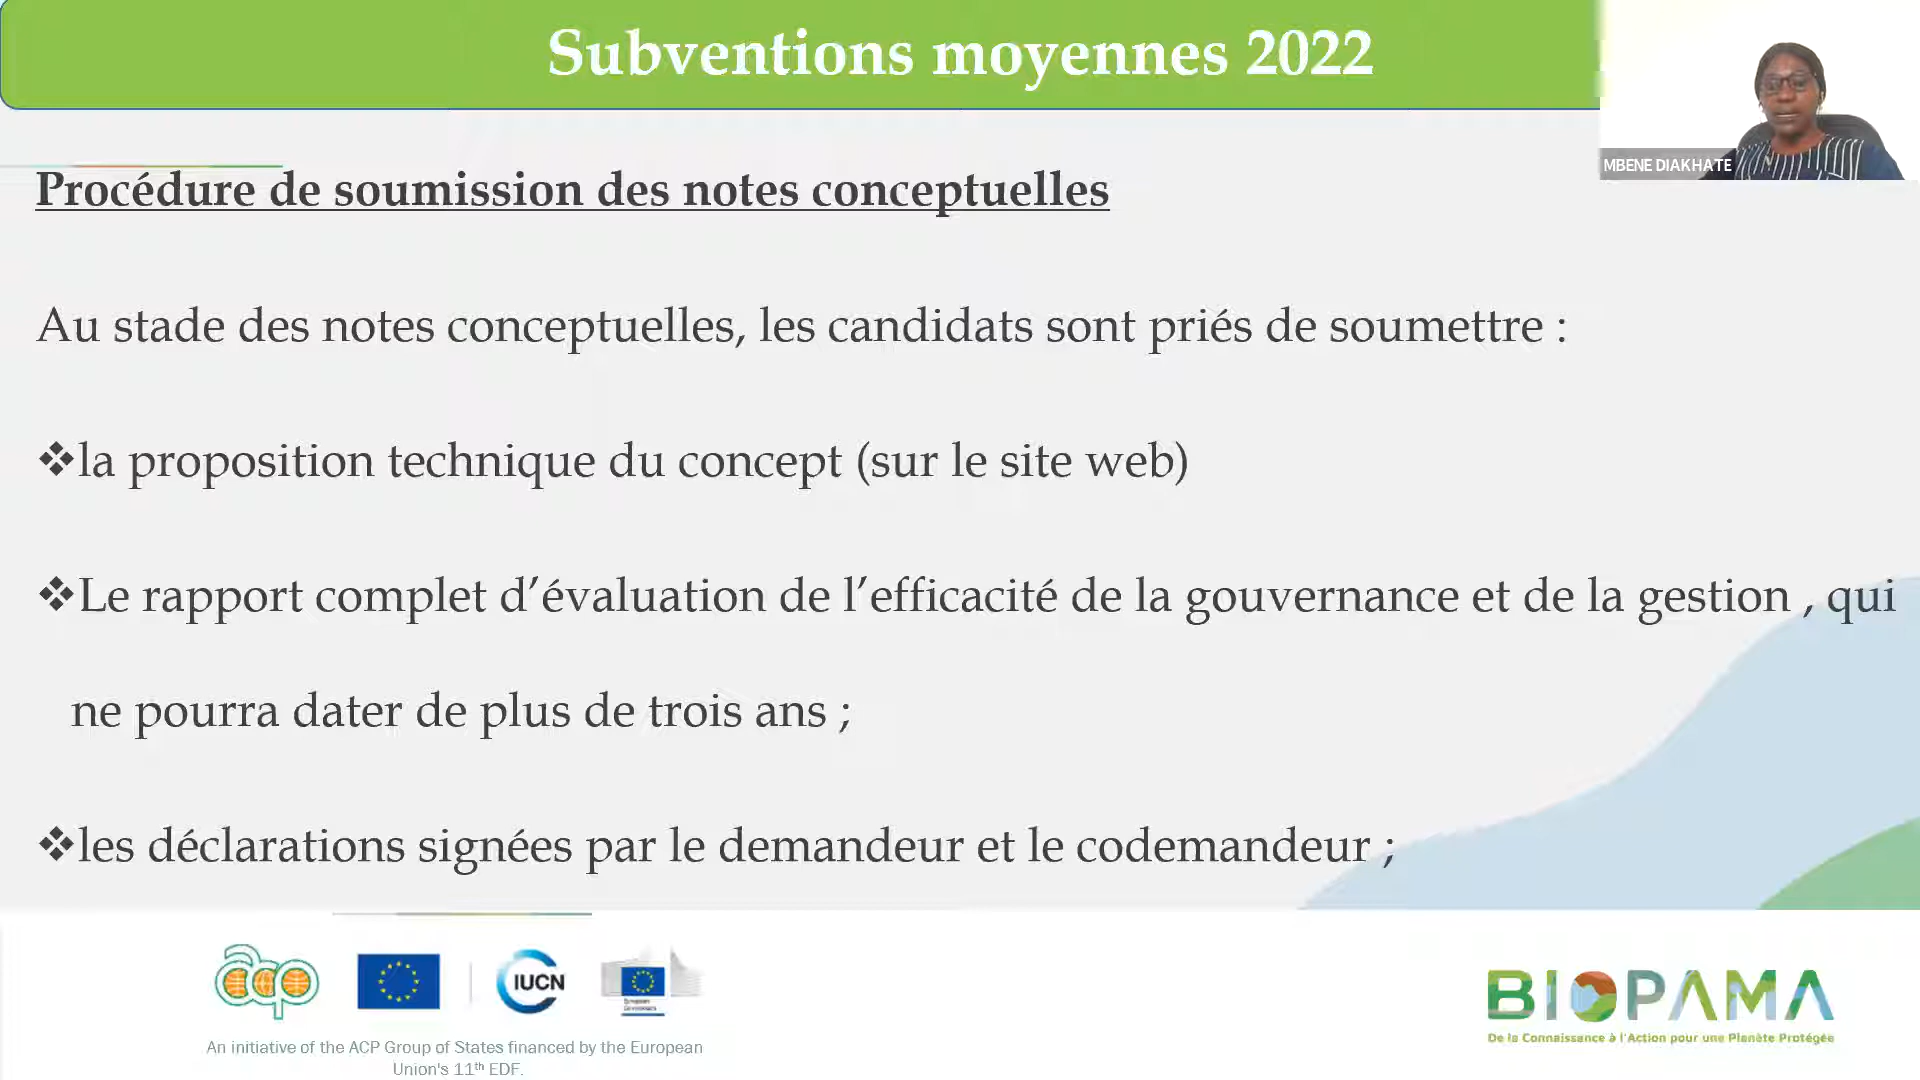 Subventions moyennes 2022
MBENE DIAKHATE
Procédure de soumission des notes conceptuelles
Au stade des notes conceptuelles, les candidats sont priés de soumettre :
❖la proposition technique du concept (sur le site web)
❖Le rapport complet d’évaluation de l’efficacité de la gouvernance et de la gestion , qui
ne pourra dater de plus de trois ans ;
❖les déclarations signées par le demandeur et le codemandeur ;
acp
IUCN
European
Commission
An initiative of the ACP Group of States financed by the European
Union's 11th EDF.
BIOPAMA
De la Connaissance à l'Action pour une Planète Protégée